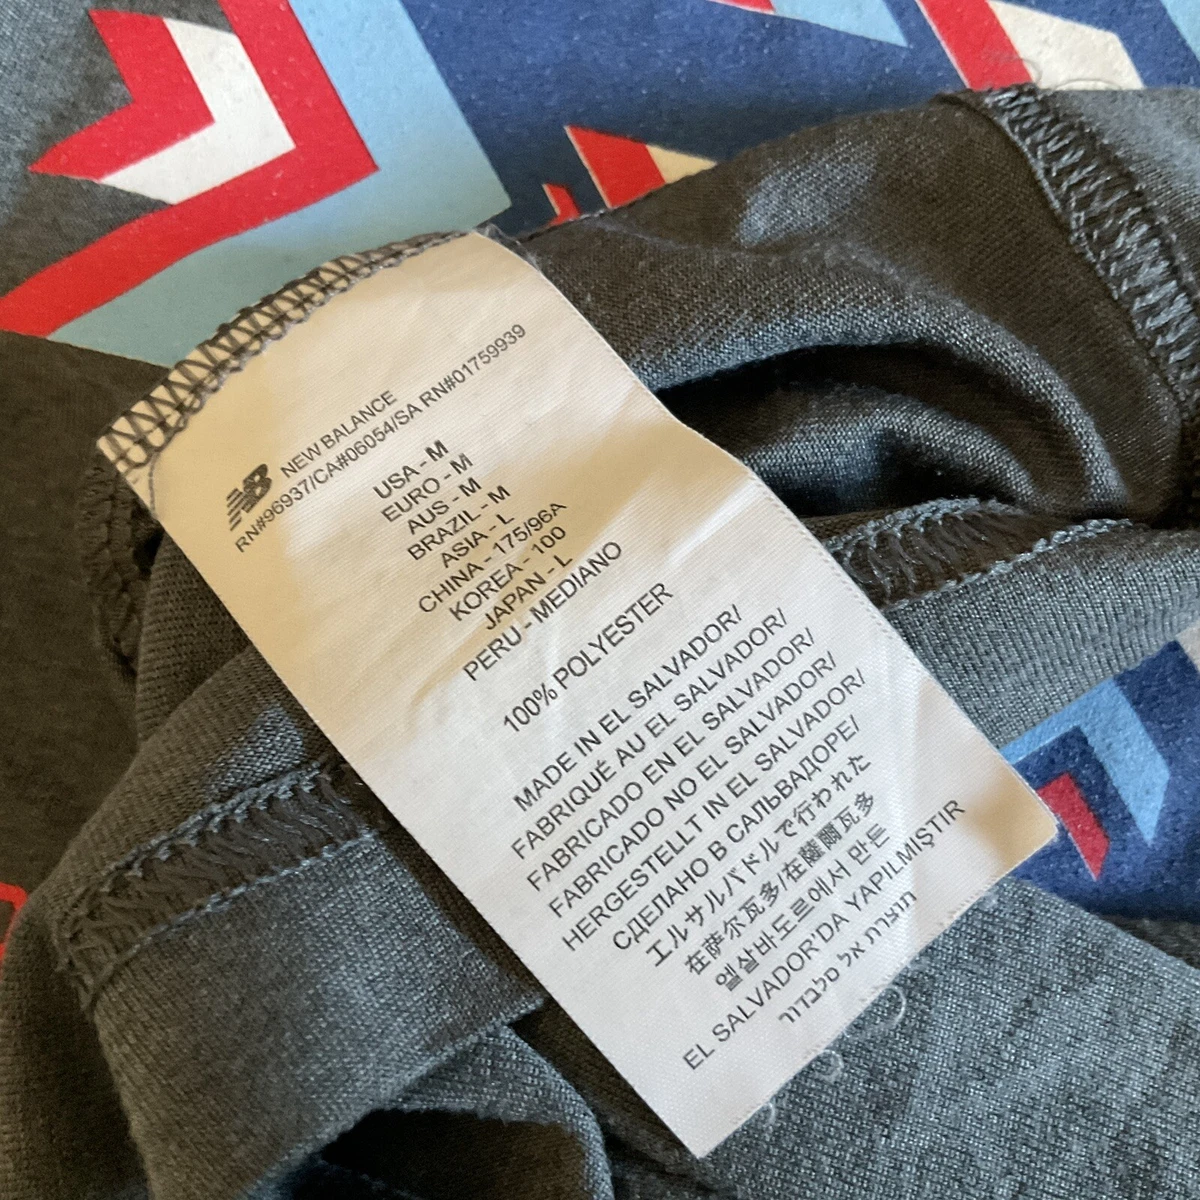 NB NEW BALANCE
RN#96937/CA#06054/SA RN#01759939
USA - M
EURO - M
AUS - M
BRAZIL - M
ASIA - L
CHINA - 175/96A
KOREA - 100
JAPAN - L
PERU - MEDIANO
100% POLYESTER
MADE IN EL SALVADOR/
FABRIQUÉ AU EL SALVADOR/
FABRICADO EN EL SALVADOR/
FABRICADO NO EL SALVADOR/
HERGESTELLT IN EL SALVADOR/
СДЕЛАНО В САЛЬВАДОРЕ/
エルサルバドルで行われた
在萨尔瓦多/在薩爾瓦多
엘살바도르에서 만든
EL SALVADOR'DA YAPILMIŞTIR
תוצרת אל סלבדור